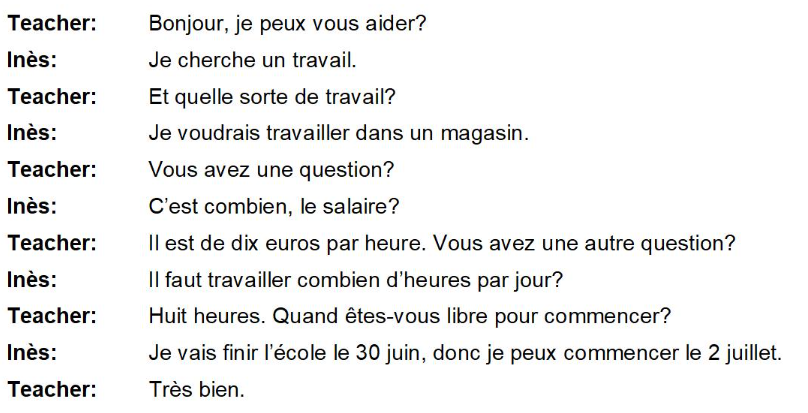 Teacher: Bonjour, je peux vous aider?
Inès: Je cherche un travail.
Teacher: Et quelle sorte de travail?
Inès: Je voudrais travailler dans un magasin.
Teacher: Vous avez une question?
Inès: C’est combien, le salaire?
Teacher: Il est de dix euros par heure. Vous avez une autre question?
Inès: Il faut travailler combien d’heures par jour?
Teacher: Huit heures. Quand êtes-vous libre pour commencer?
Inès: Je vais finir l’école le 30 juin, donc je peux commencer le 2 juillet.
Teacher: Très bien.